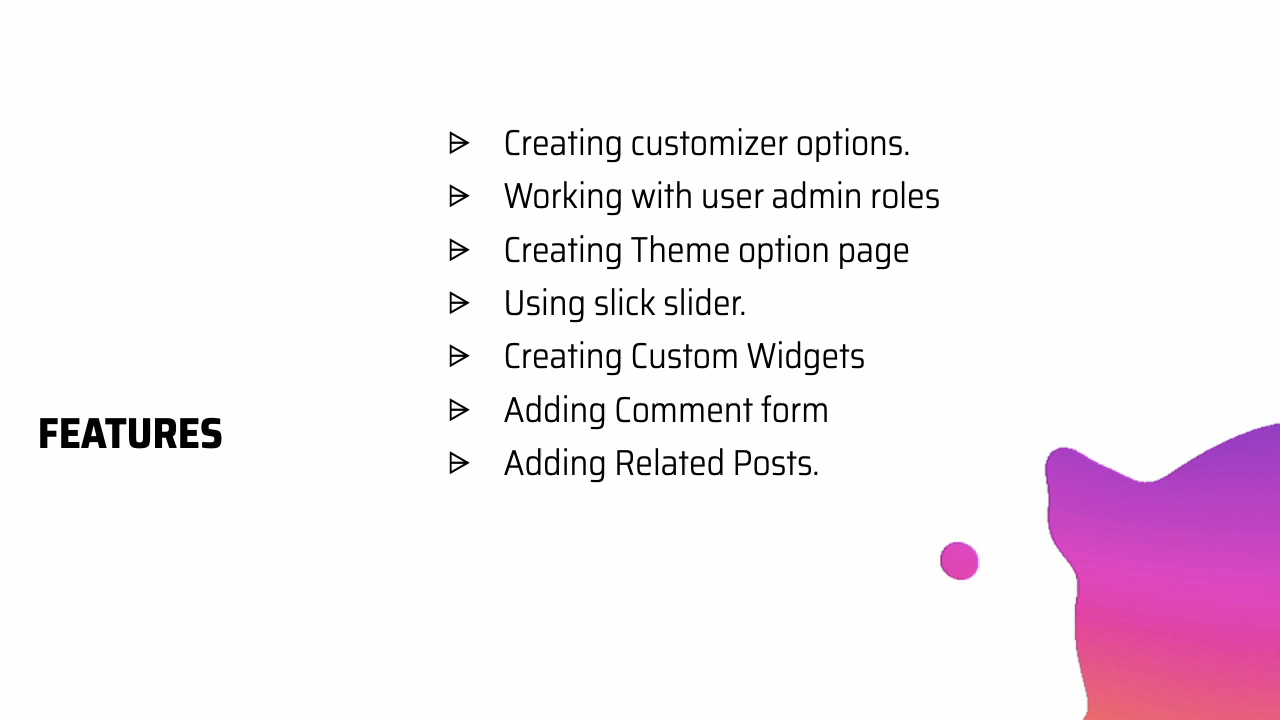 Creating customizer options.
Working with user admin roles
Creating Theme option page
Using slick slider.
Creating Custom Widgets
Adding Comment form
Adding Related Posts.
FEATURES